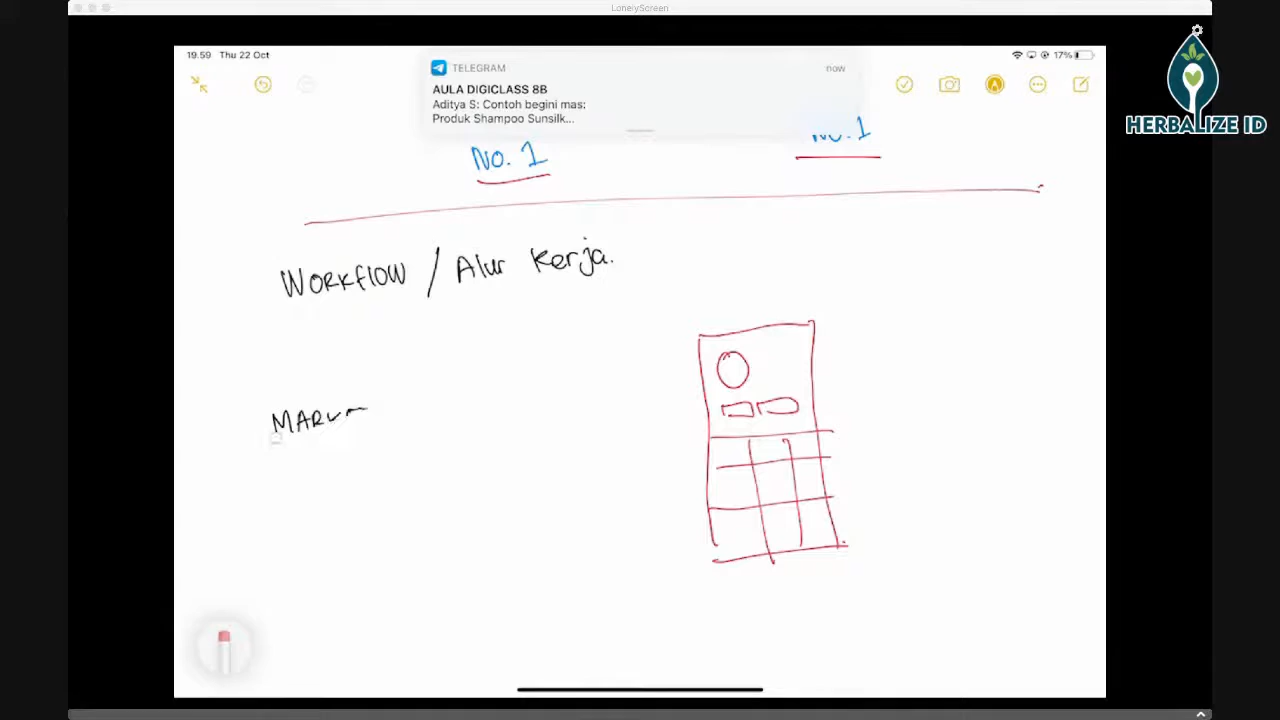 LonelyScreen
19.59 Thu 22 Oct
17%
TELEGRAM
now
AULA DIGICLASS 8B
Aditya S: Contoh begini mas:
Produk Shampoo Sunsilk...
HERBALIZE ID
No. 1
No. 1
WORKFLOW / Alur Kerja.